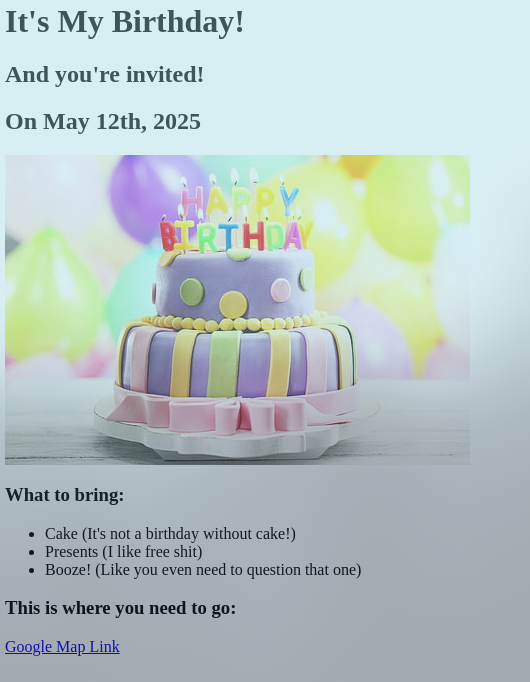 It's My Birthday!
And you're invited!
On May 12th, 2025
HAPPY
BIRTHDAY
What to bring:
Cake (It's not a birthday without cake!)
Presents (I like free shit)
Booze! (Like you even need to question that one)
This is where you need to go:
Google Map Link